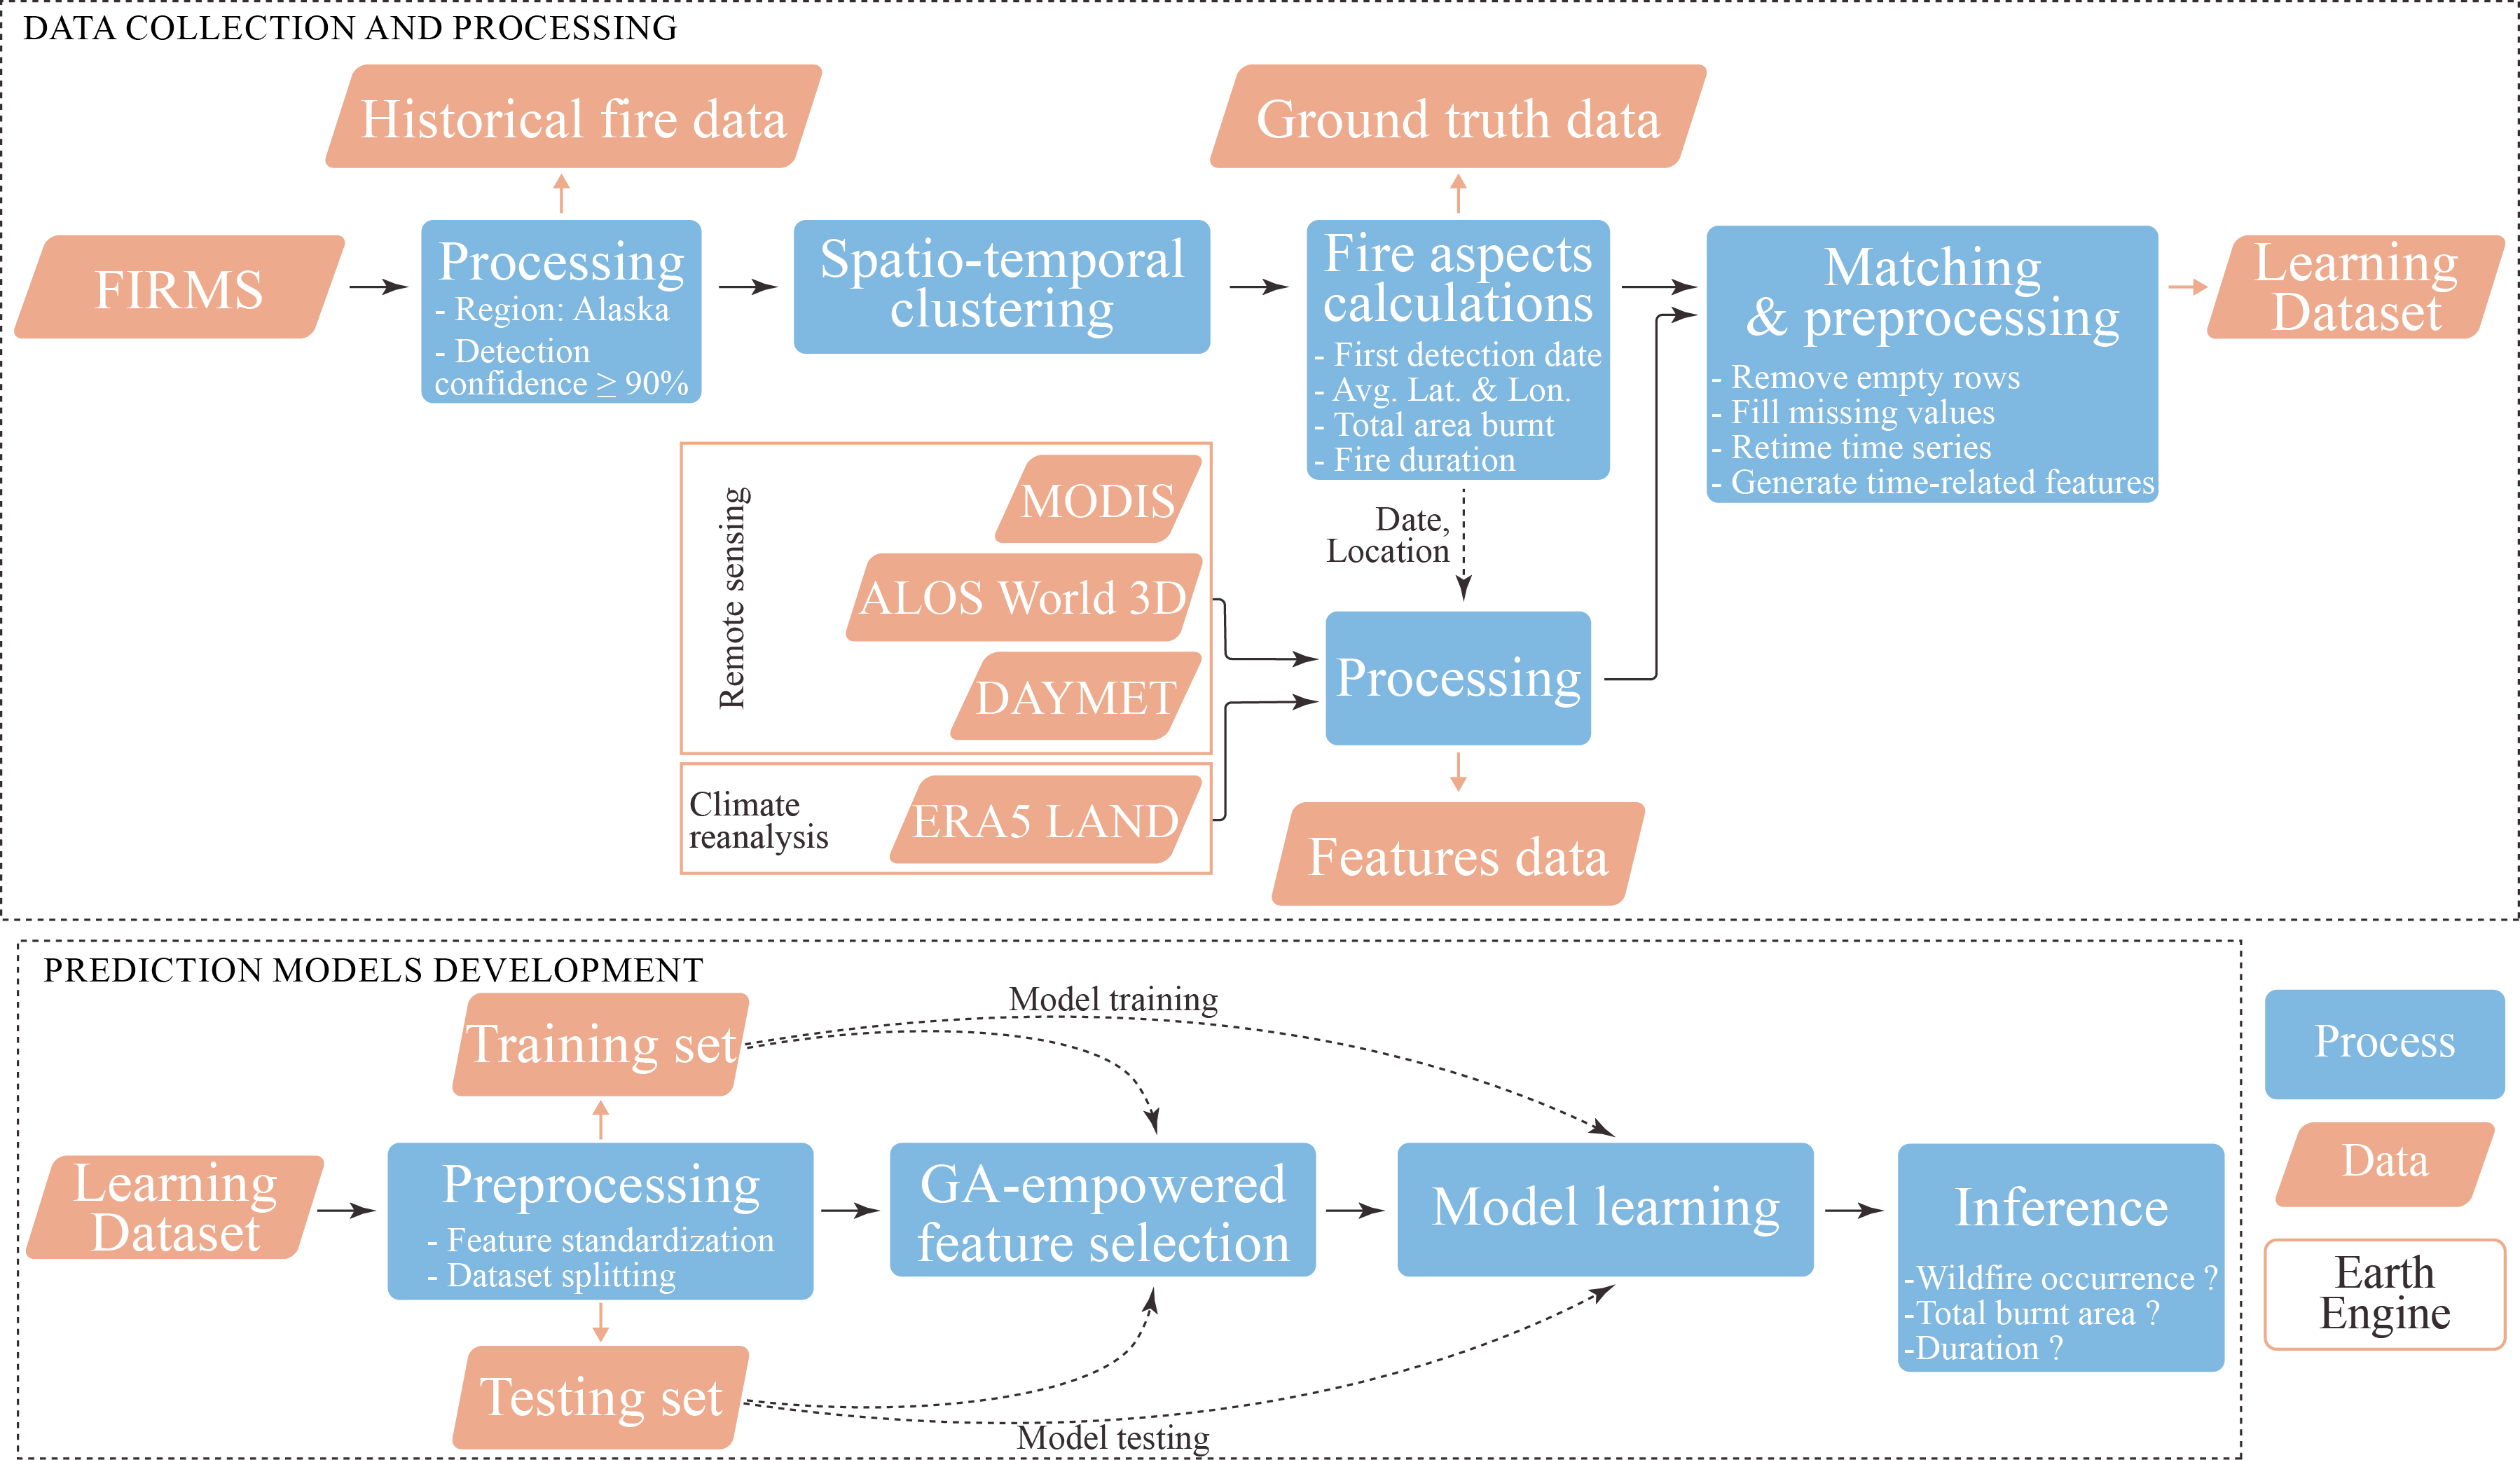 DATA COLLECTION AND PROCESSING
Historical fire data
Ground truth data
FIRMS
Processing
- Region: Alaska
- Detection
confidence ≥ 90%
Spatio-temporal
clustering
Fire aspects
calculations
- First detection date
- Avg. Lat. & Lon.
- Total area burnt
- Fire duration
Matching
& preprocessing
- Remove empty rows
- Fill missing values
- Retime time series
- Generate time-related features
Learning
Dataset
Remote sensing
MODIS
ALOS World 3D
DAYMET
Date,
Location
Processing
Climate
reanalysis
ERA5 LAND
Features data
PREDICTION MODELS DEVELOPMENT
Training set
Model training
Learning
Dataset
Preprocessing
- Feature standardization
- Dataset splitting
GA-empowered
feature selection
Model learning
Inference
-Wildfire occurrence ?
-Total burnt area ?
-Duration ?
Testing set
Model testing
Process
Data
Earth
Engine